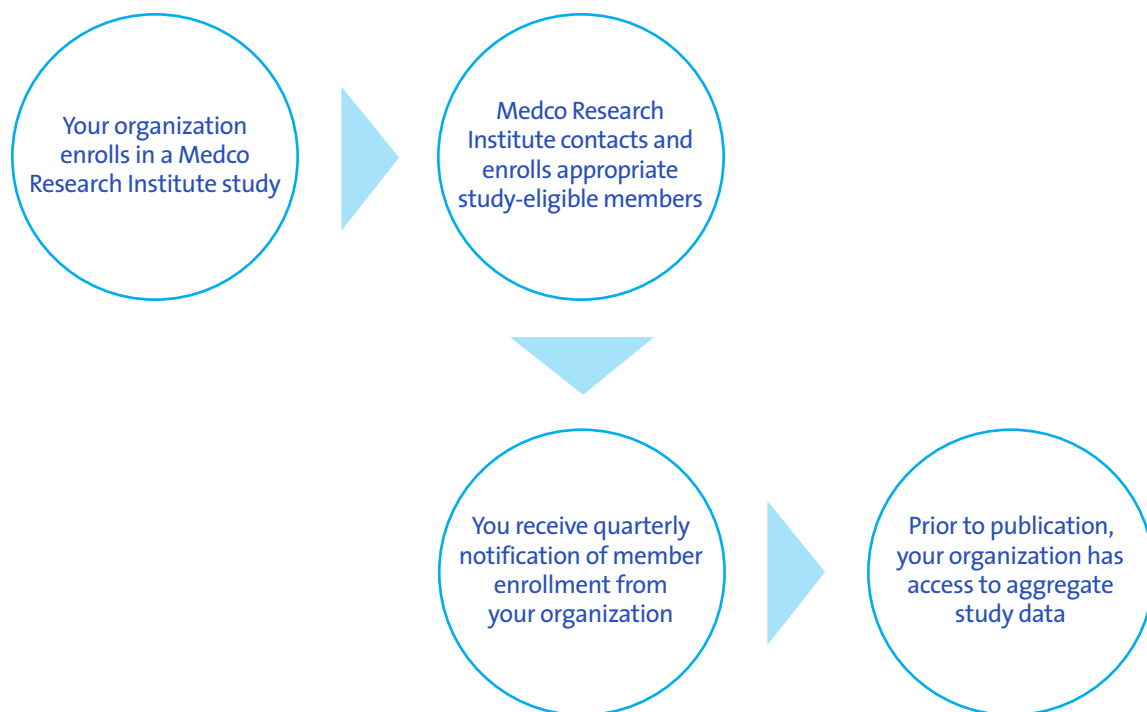 Your organization
enrolls in a Medco
Research Institute study
Medco Research
Institute contacts and
enrolls appropriate
study-eligible members
You receive quarterly
notification of member
enrollment from
your organization
Prior to publication,
your organization has
access to aggregate
study data